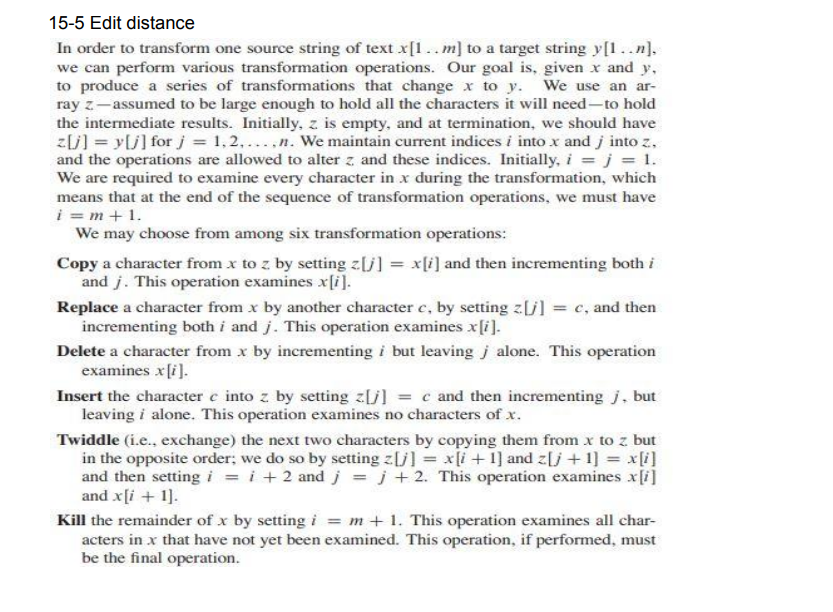 15-5 Edit distance
In order to transform one source string of text x[1 . . m] to a target string y[1 . . n],
we can perform various transformation operations. Our goal is, given x and y,
to produce a series of transformations that change x to y. We use an ar-
ray z—assumed to be large enough to hold all the characters it will need—to hold
the intermediate results. Initially, z is empty, and at termination, we should have
z[j] = y[j] for j = 1, 2, . . . , n. We maintain current indices i into x and j into z,
and the operations are allowed to alter z and these indices. Initially, i = j = 1.
We are required to examine every character in x during the transformation, which
means that at the end of the sequence of transformation operations, we must have
i = m + 1.
We may choose from among six transformation operations:
Copy a character from x to z by setting z[j] = x[i] and then incrementing both i
and j. This operation examines x[i].
Replace a character from x by another character c, by setting z[j] = c, and then
incrementing both i and j. This operation examines x[i].
Delete a character from x by incrementing i but leaving j alone. This operation
examines x[i].
Insert the character c into z by setting z[j] = c and then incrementing j, but
leaving i alone. This operation examines no characters of x.
Twiddle (i.e., exchange) the next two characters by copying them from x to z but
in the opposite order; we do so by setting z[j] = x[i + 1] and z[j + 1] = x[i]
and then setting i = i + 2 and j = j + 2. This operation examines x[i]
and x[i + 1].
Kill the remainder of x by setting i = m + 1. This operation examines all char-
acters in x that have not yet been examined. This operation, if performed, must
be the final operation.